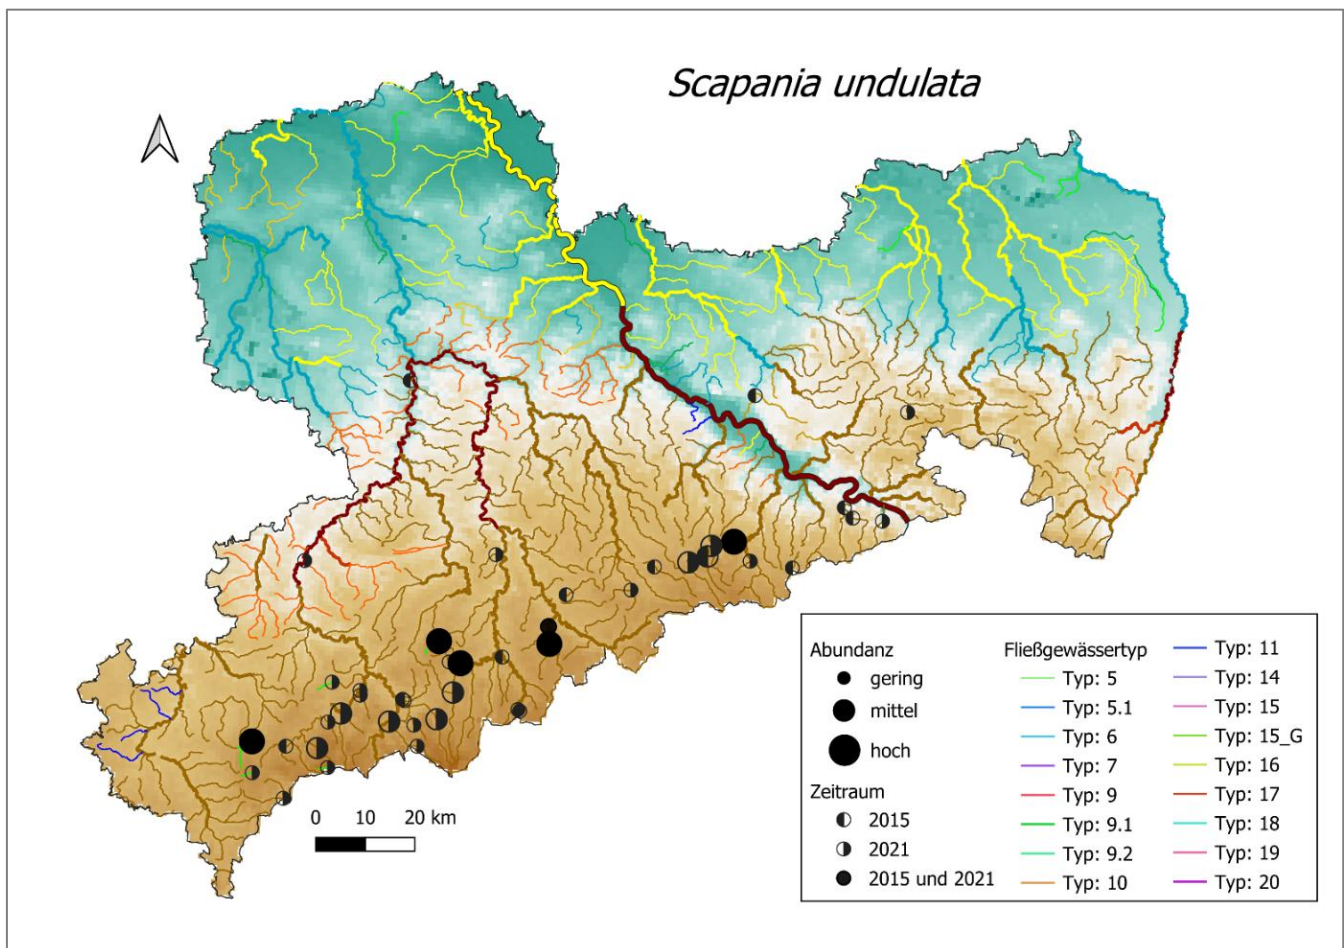 Scapania undulata
Abundanz
gering
mittel
hoch
Zeitraum
2015
2021
2015 und 2021
Fließgewässertyp
Typ: 5
Typ: 5.1
Typ: 6
Typ: 7
Typ: 9
Typ: 9.1
Typ: 9.2
Typ: 10
Typ: 11
Typ: 14
Typ: 15
Typ: 15_G
Typ: 16
Typ: 17
Typ: 18
Typ: 19
Typ: 20
0 10 20 km